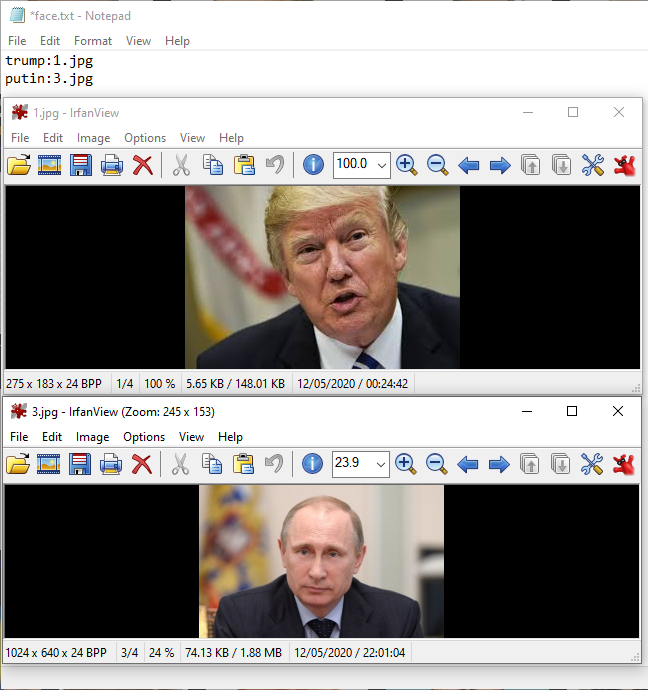 *face.txt - Notepad
File Edit Format View Help
trump:1.jpg
putin:3.jpg
1.jpg - IrfanView
File Edit Image Options View Help
100.0
275 x 183 x 24 BPP 1/4 100 % 5.65 KB / 148.01 KB 12/05/2020 / 00:24:42
3.jpg - IrfanView (Zoom: 245 x 153)
File Edit Image Options View Help
23.9
1024 x 640 x 24 BPP 3/4 24 % 74.13 KB / 1.88 MB 12/05/2020 / 22:01:04